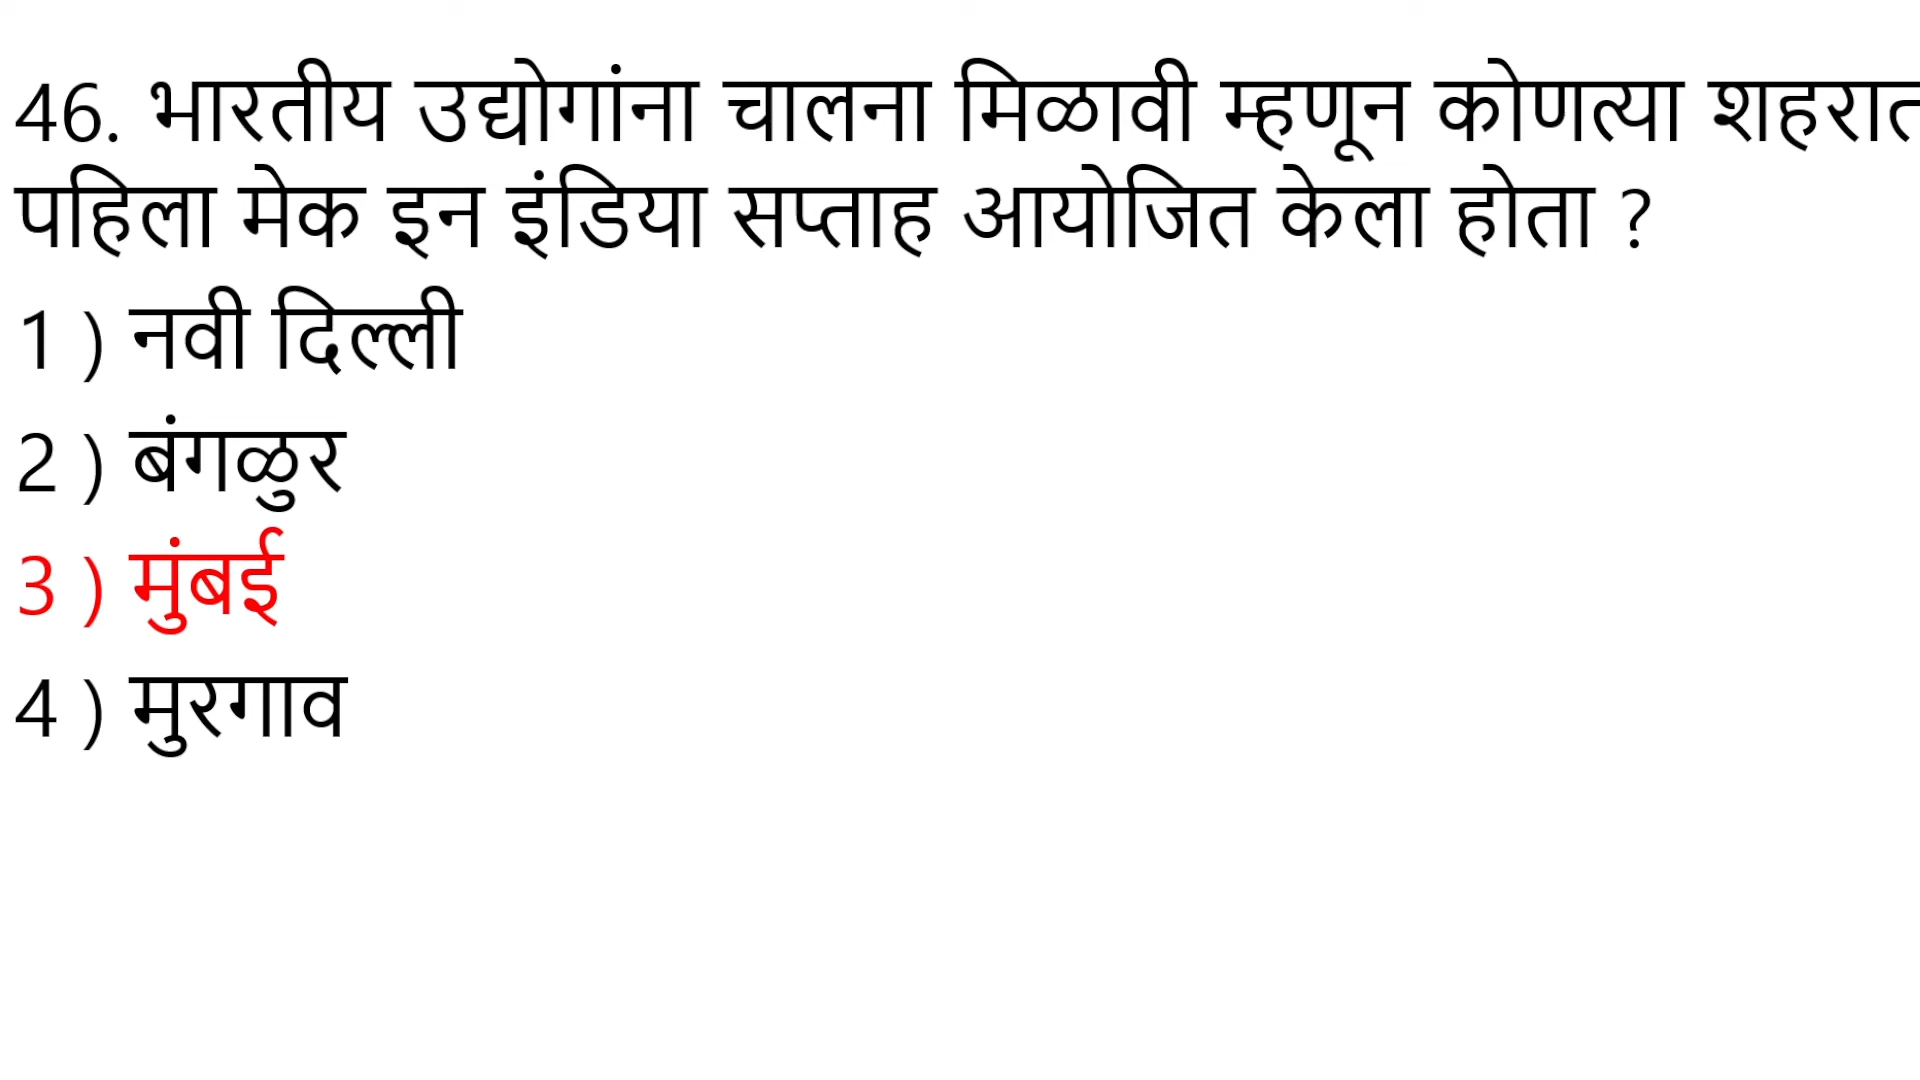 46. भारतीय उद्योगांना चालना मिळावी म्हणून कोणत्या शहरात
पहिला मेक इन इंडिया सप्ताह आयोजित केला होता ?
1 ) नवी दिल्ली
2 ) बंगळुर
3 ) मुंबई
4 ) मुरगाव